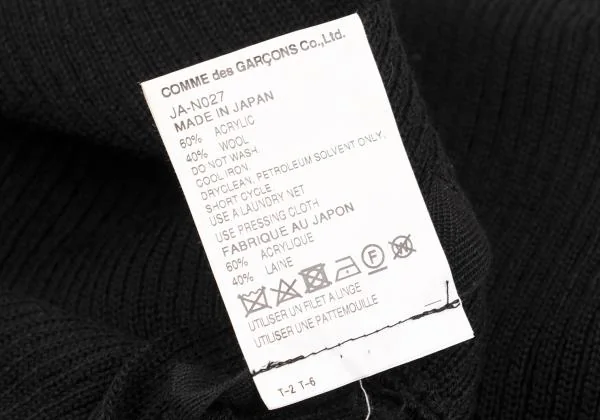 COMME des GARÇONS Co.,Ltd.
JA-N027
MADE IN JAPAN
60% ACRYLIC
40% WOOL
DO NOT WASH.
COOL IRON.
DRYCLEAN, PETROLEUM SOLVENT ONLY.
SHORT CYCLE
USE A LAUNDRY NET
USE PRESSING CLOTH
FABRIQUE AU JAPON
60% ACRYLIQUE
40% LAINE
F W
UTILISER UN FILET A LINGE
UTILISER UNE PATTEMOUILLE
T-2 T-6